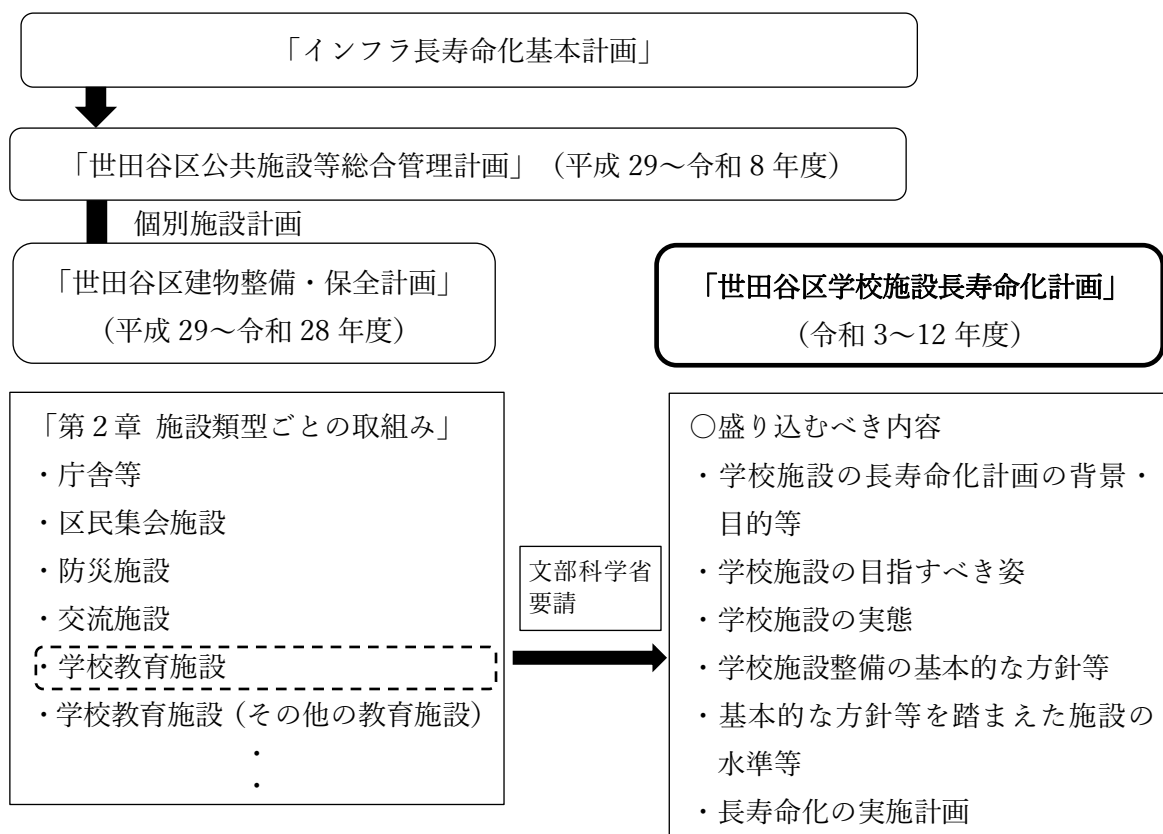 「インフラ長寿命化基本計画」
「世田谷区公共施設等総合管理計画」（平成 29～令和 8 年度）
個別施設計画
「世田谷区建物整備・保全計画」
（平成 29～令和 28 年度）
「世田谷区学校施設長寿命化計画」
（令和 3～12 年度）
「第２章 施設類型ごとの取組み」
・庁舎等
・区民集会施設
・防災施設
・交流施設
・学校教育施設
・学校教育施設（その他の教育施設）
・
・
文部科学省
要請
○盛り込むべき内容
・学校施設の長寿命化計画の背景・
目的等
・学校施設の目指すべき姿
・学校施設の実態
・学校施設整備の基本的な方針等
・基本的な方針等を踏まえた施設の
水準等
・長寿命化の実施計画